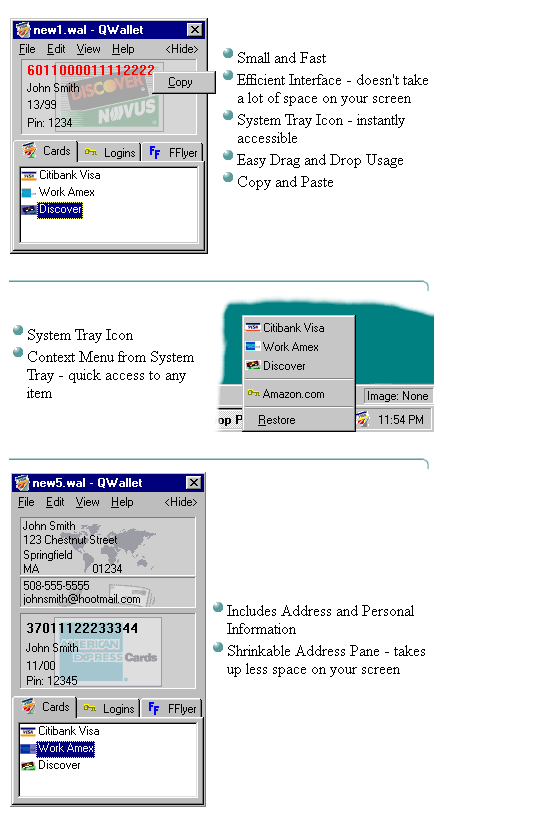 new1.wal - QWallet
File Edit View Help <Hide>
6011000011112222
Copy
John Smith
DISCOVER
13/99
NOVUS
Pin: 1234
Cards Logins FFlyer
VISA Citibank Visa
Work Amex
Discover
Small and Fast
Efficient Interface - doesn't take
a lot of space on your screen
System Tray Icon - instantly
accessible
Easy Drag and Drop Usage
Copy and Paste
System Tray Icon
Context Menu from System
Tray - quick access to any
item
VISA Citibank Visa
Work Amex
Discover
Amazon.com
Restore
Image: None
op P
11:54 PM
new5.wal - QWallet
File Edit View Help <Hide>
John Smith
123 Chestnut Street
Springfield
MA 01234
508-555-5555
johnsmith@hootmail.com
37011122233344
John Smith
AMERICAN
EXPRESS Cards
11/00
Pin: 12345
Cards Logins FFlyer
VISA Citibank Visa
Work Amex
Discover
Includes Address and Personal
Information
Shrinkable Address Pane - takes
up less space on your screen